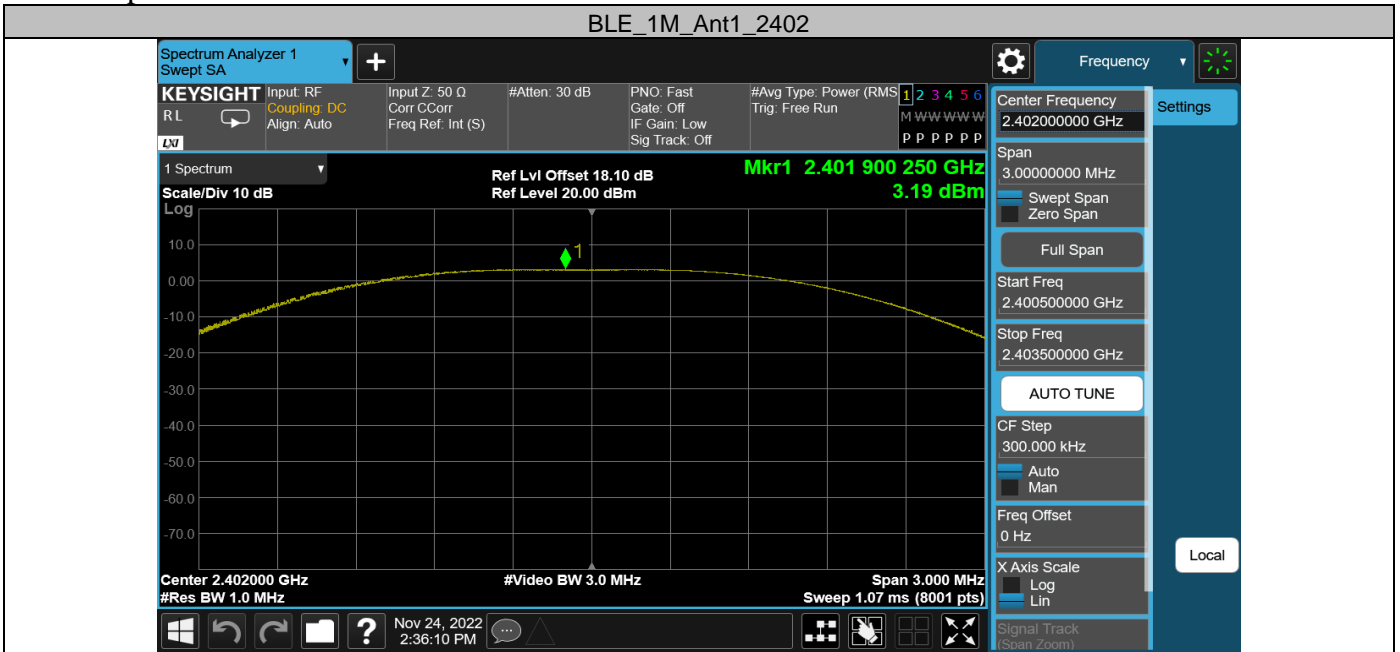 BLE_1M_Ant1_2402
Spectrum Analyzer 1
Swept SA
Frequency
KEYSIGHT
RL
LXI
Input: RF
Coupling: DC
Align: Auto
Input Z: 50 Ω
Corr CCorr
Freq Ref: Int (S)
#Atten: 30 dB
PNO: Fast
Gate: Off
IF Gain: Low
Sig Track: Off
#Avg Type: Power (RMS
Trig: Free Run
1 2 3 4 5 6
M W W W W W
P P P P P P
1 Spectrum
Scale/Div 10 dB
Ref Lvl Offset 18.10 dB
Ref Level 20.00 dBm
Mkr1 2.401 900 250 GHz
3.19 dBm
Log
10.0
0.00
-10.0
-20.0
-30.0
-40.0
-50.0
-60.0
-70.0
1
Center 2.402000 GHz
#Res BW 1.0 MHz
#Video BW 3.0 MHz
Span 3.000 MHz
Sweep 1.07 ms (8001 pts)
Center Frequency
2.402000000 GHz
Span
3.00000000 MHz
Swept Span
Zero Span
Full Span
Start Freq
2.400500000 GHz
Stop Freq
2.403500000 GHz
AUTO TUNE
CF Step
300.000 kHz
Auto
Man
Freq Offset
0 Hz
X Axis Scale
Log
Lin
Signal Track
(Span Zoom)
Settings
Local
?
Nov 24, 2022
2:36:10 PM